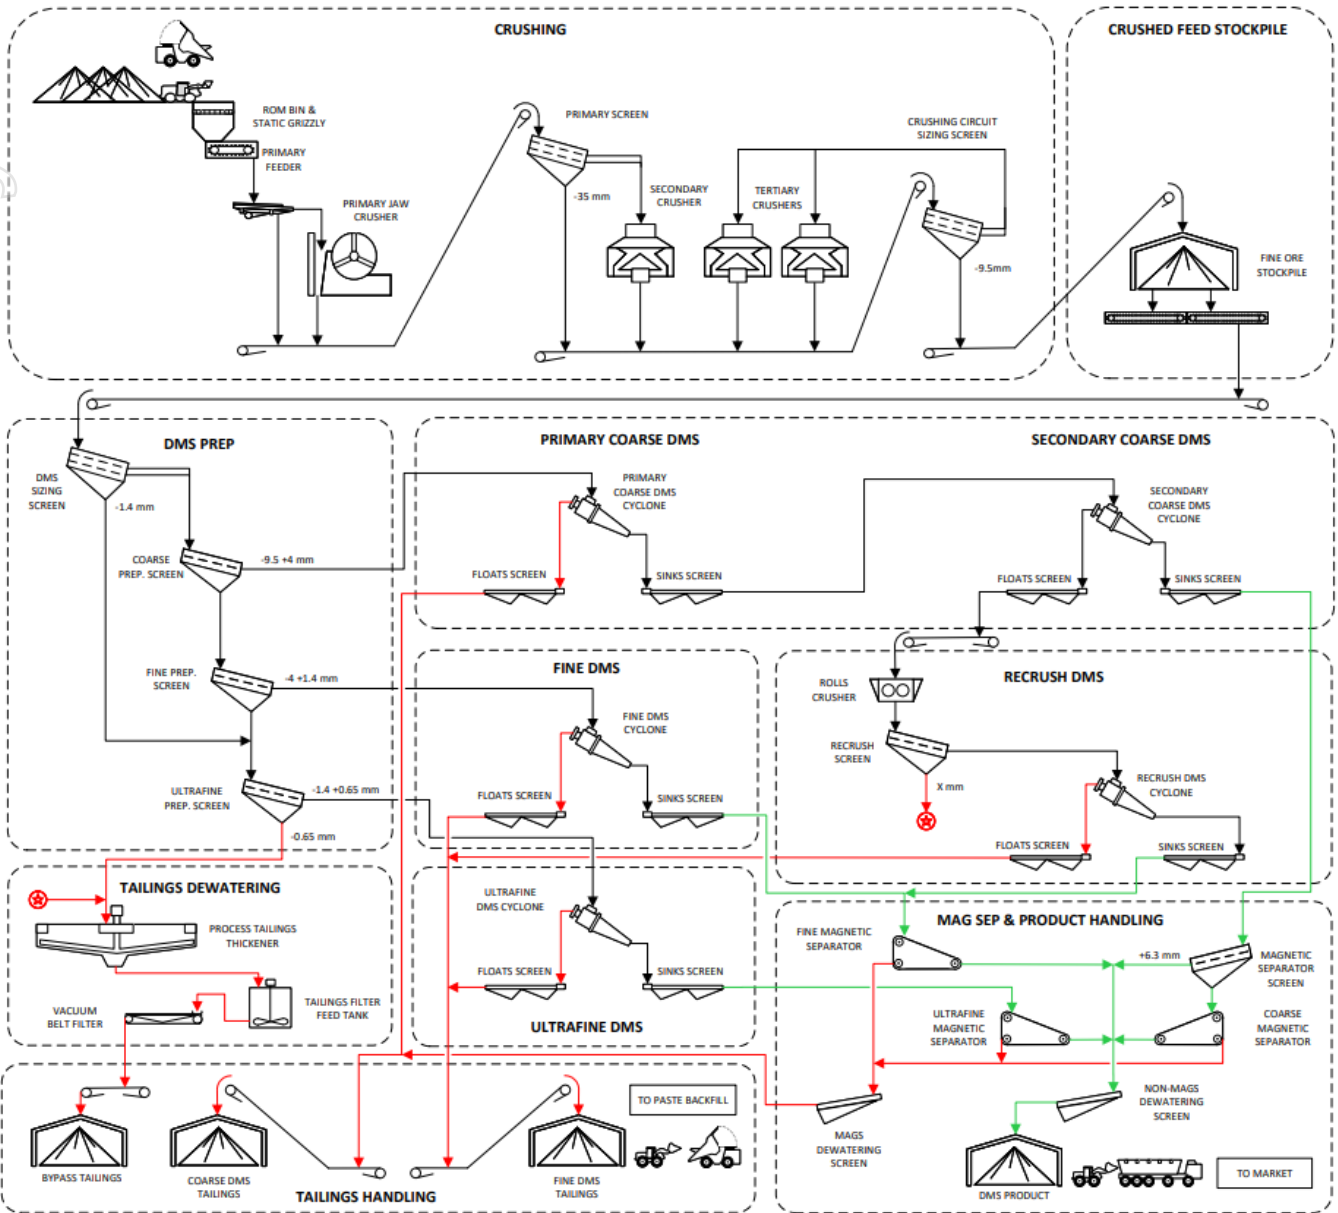 CRUSHING
CRUSHED FEED STOCKPILE
ROM BIN &
STATIC GRIZZLY
PRIMARY
FEEDER
PRIMARY JAW
CRUSHER
PRIMARY SCREEN
-35 mm
SECONDARY
CRUSHER
TERTIARY
CRUSHERS
CRUSHING CIRCUIT
SIZING SCREEN
-9.5mm
FINE ORE
STOCKPILE
DMS PREP
DMS
SIZING
SCREEN
-1.4 mm
COARSE
PREP. SCREEN
-9.5 +4 mm
FINE PREP.
SCREEN
-4 +1.4 mm
ULTRAFINE
PREP. SCREEN
-1.4 +0.65 mm
-0.65 mm
PRIMARY COARSE DMS
PRIMARY
COARSE DMS
CYCLONE
FLOATS SCREEN
SINKS SCREEN
SECONDARY COARSE DMS
SECONDARY
COARSE DMS
CYCLONE
FLOATS SCREEN
SINKS SCREEN
FINE DMS
FINE DMS
CYCLONE
FLOATS SCREEN
SINKS SCREEN
RECRUSH DMS
ROLLS
CRUSHER
RECRUSH
SCREEN
X mm
RECRUSH DMS
CYCLONE
FLOATS SCREEN
SINKS SCREEN
TAILINGS DEWATERING
PROCESS TAILINGS
THICKENER
TAILINGS FILTER
FEED TANK
VACUUM
BELT FILTER
ULTRAFINE
DMS CYCLONE
FLOATS SCREEN
SINKS SCREEN
ULTRAFINE DMS
MAG SEP & PRODUCT HANDLING
FINE MAGNETIC
SEPARATOR
+6.3 mm
MAGNETIC
SEPARATOR
SCREEN
ULTRAFINE
MAGNETIC
SEPARATOR
COARSE
MAGNETIC
SEPARATOR
NON-MAGS
DEWATERING
SCREEN
MAGS
DEWATERING
SCREEN
DMS PRODUCT
TO MARKET
TO PASTE BACKFILL
BYPASS TAILINGS
COARSE DMS
TAILINGS
FINE DMS
TAILINGS
TAILINGS HANDLING